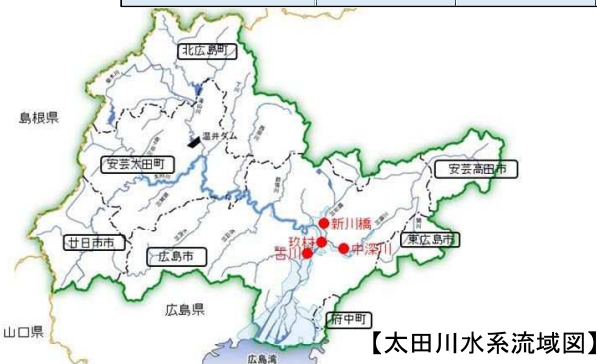 北広島町
島根県
温井ダム
安芸太田町
安芸高田市
新川橋
玖村
中深川
古川
廿日市市
広島市
東広島市
広島県
府中町
山口県
広島湾
【太田川水系流域図】